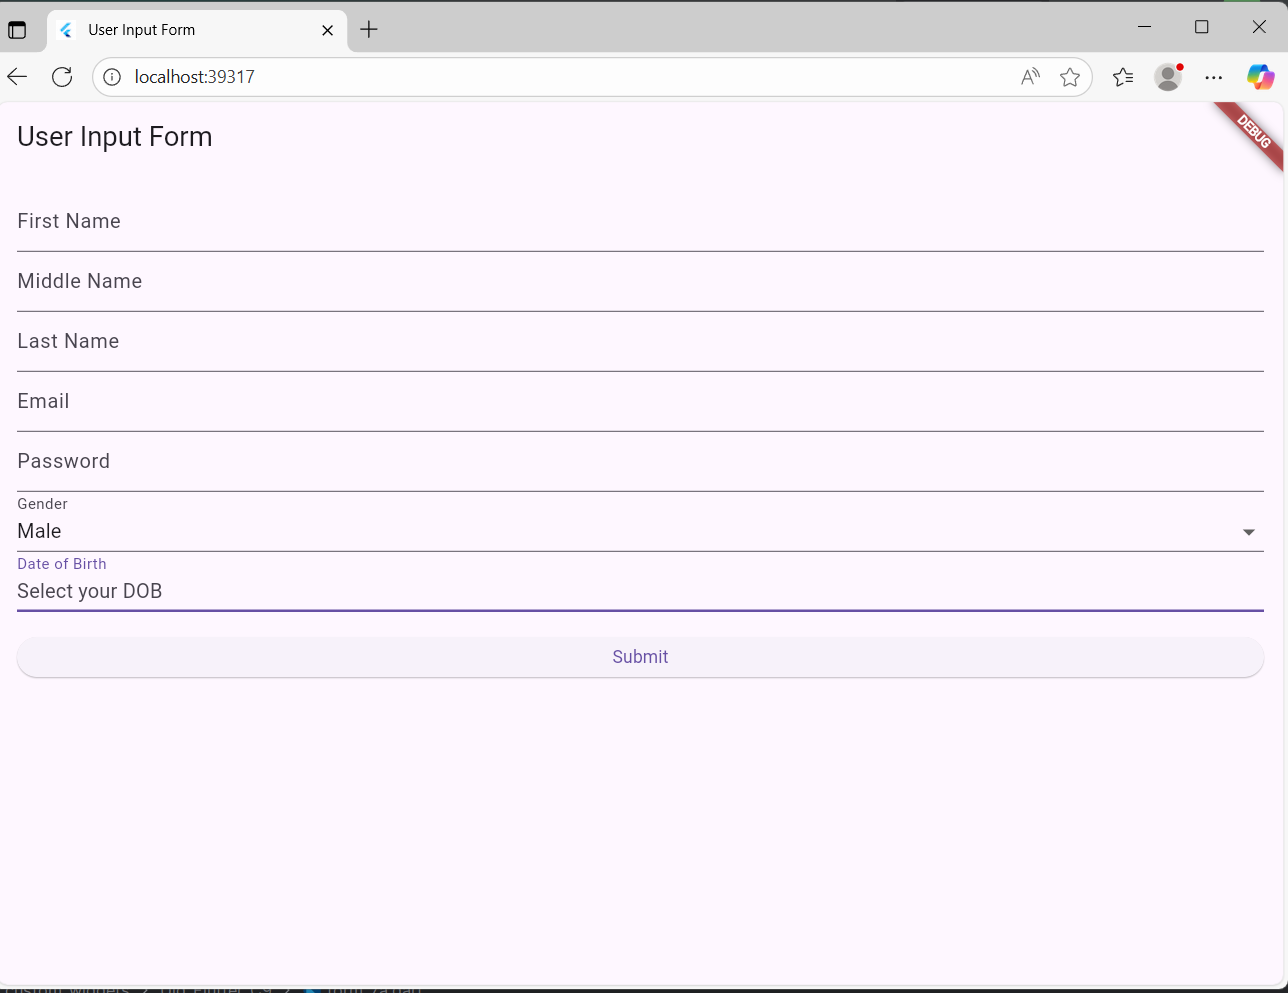 User Input Form
localhost:39317
User Input Form
DEBUG
First Name
Middle Name
Last Name
Email
Password
Gender
Male
Date of Birth
Select your DOB
Submit